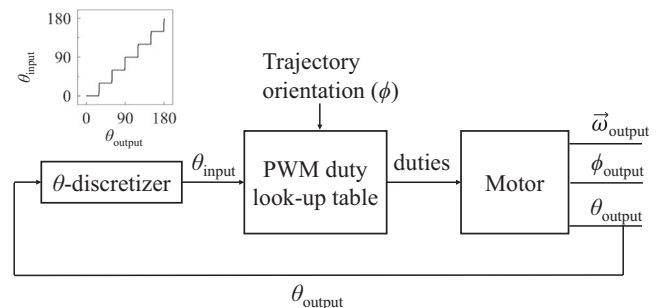 180
90
0
θinput
0
90
180
θoutput
Trajectory
orientation (ϕ)
θ-discretizer
θinput
PWM duty
look-up table
duties
Motor
ω⃗output
ϕoutput
θoutput
θoutput